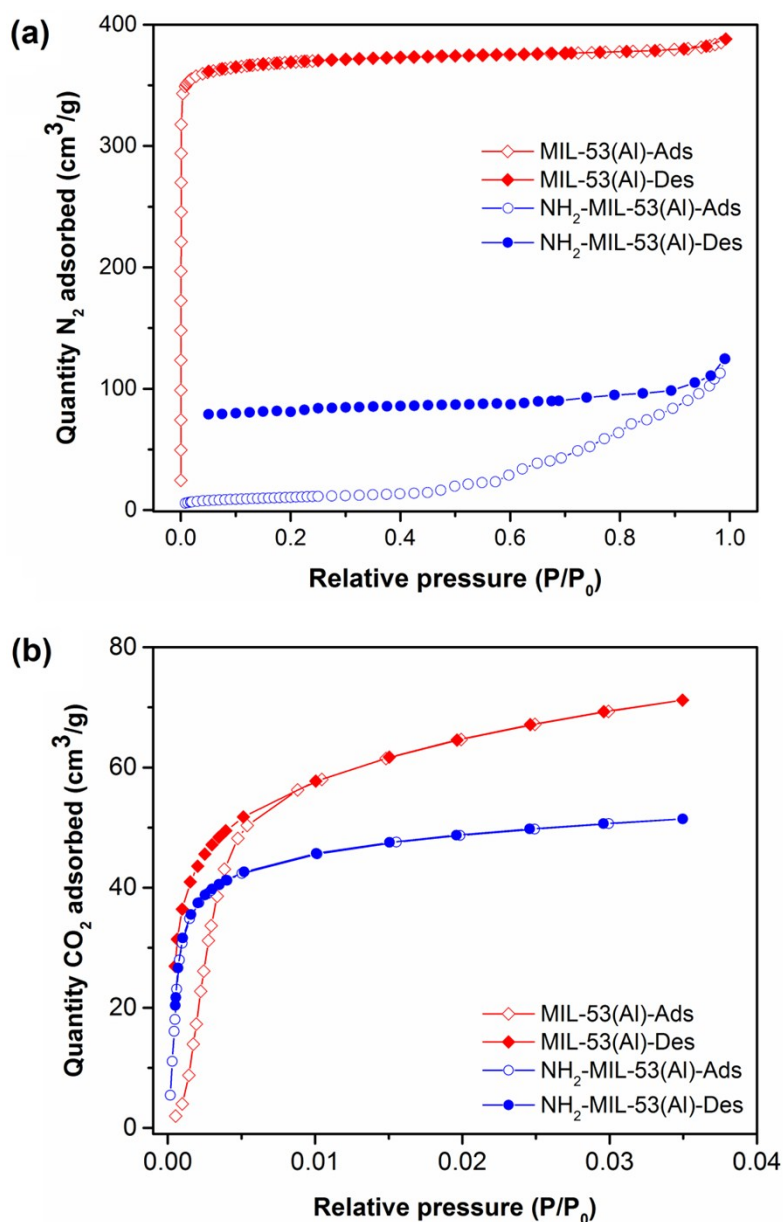 (a)
400
300
200
100
0
Quantity N₂ adsorbed (cm³/g)
MIL-53(Al)-Ads
MIL-53(Al)-Des
NH₂-MIL-53(Al)-Ads
NH₂-MIL-53(Al)-Des
0.0 0.2 0.4 0.6 0.8 1.0
Relative pressure (P/P₀)
(b)
80
60
40
20
0
Quantity CO₂ adsorbed (cm³/g)
MIL-53(Al)-Ads
MIL-53(Al)-Des
NH₂-MIL-53(Al)-Ads
NH₂-MIL-53(Al)-Des
0.00 0.01 0.02 0.03 0.04
Relative pressure (P/P₀)